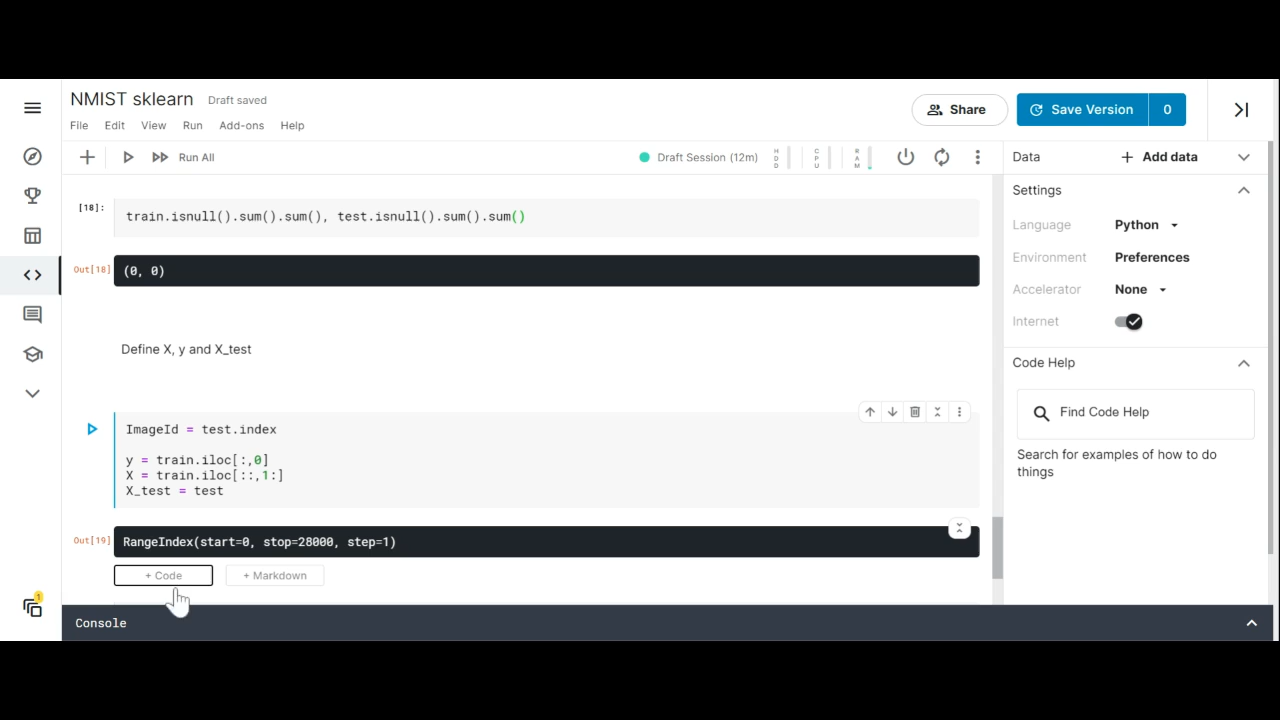 NMIST sklearn Draft saved
Share
Save Version 0
File Edit View Run Add-ons Help
Run All
Draft Session (12m)
HDD
CPU
RAM
Data
Add data
Settings
[18]:
train.isnull().sum().sum(), test.isnull().sum().sum()
Language Python
Out[18]
(0, 0)
Environment Preferences
Accelerator None
Internet
Define X, y and X_test
Code Help
Find Code Help
ImageId = test.index
y = train.iloc[:,0]
X = train.iloc[::,1:]
X_test = test
Search for examples of how to do
things
Out[19]
RangeIndex(start=0, stop=28000, step=1)
+ Code
+ Markdown
1
Console